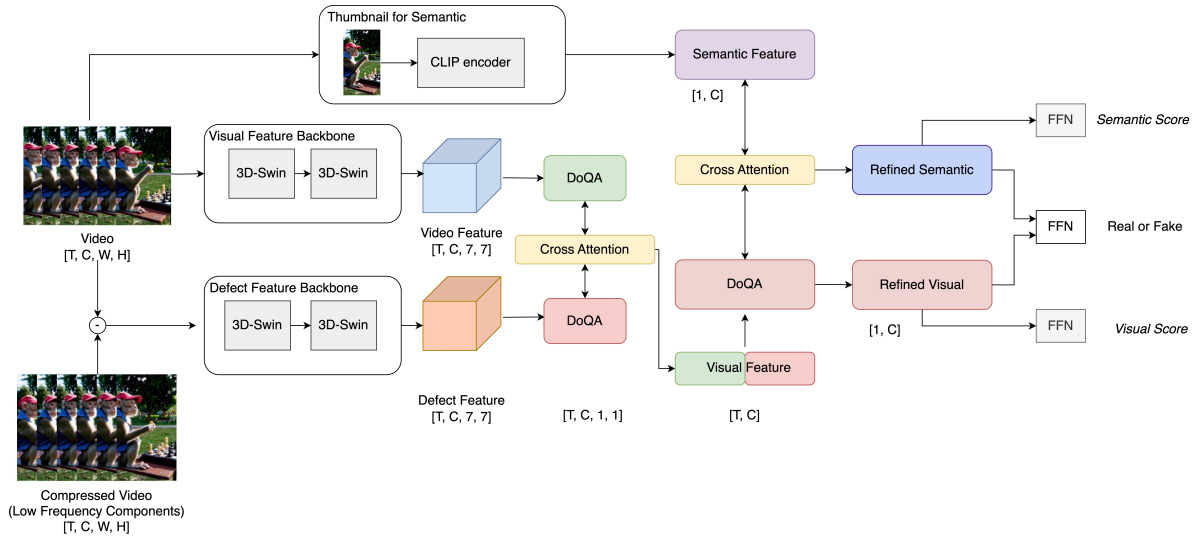 Thumbnail for Semantic
CLIP encoder
Semantic Feature
[1, C]
Visual Feature Backbone
3D-Swin
3D-Swin
Video
[T, C, W, H]
Video Feature
[T, C, 7, 7]
DoQA
Cross Attention
DoQA
Defect Feature Backbone
3D-Swin
3D-Swin
-
Defect Feature
[T, C, 7, 7]
[T, C, 1, 1]
Compressed Video
(Low Frequency Components)
[T, C, W, H]
Cross Attention
DoQA
Visual Feature
[T, C]
Refined Semantic
Refined Visual
[1, C]
FFN
Semantic Score
FFN
Real or Fake
FFN
Visual Score